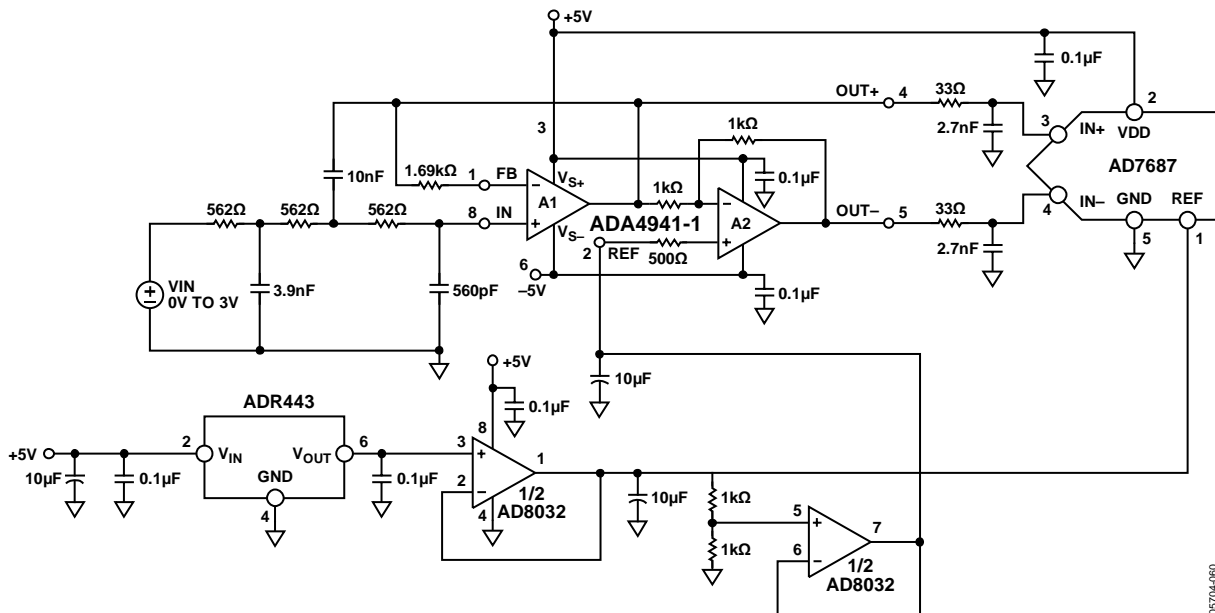 +5V
0.1µF
OUT+ 4 33Ω
2
3 IN+ VDD
2.7nF
AD7687
1kΩ
3
10nF
1.69kΩ 1 FB
–
VS+
A1
0.1µF
562Ω 562Ω 562Ω
8 IN
+
VS–
1kΩ
–
A2
+
ADA4941-1
OUT– 5 33Ω
4 IN– GND REF
5 1
2 REF 500Ω
2.7nF
6
–5V
VIN
0V TO 3V
3.9nF
560pF
0.1µF
+5V
10µF
ADR443
0.1µF
8
+5V
2 VIN VOUT 6
3 +
1
10µF 0.1µF
GND
4
0.1µF
2 –
4
1/2
AD8032
10µF
1kΩ
5 +
7
1kΩ
6 –
1/2
AD8032
05704-060